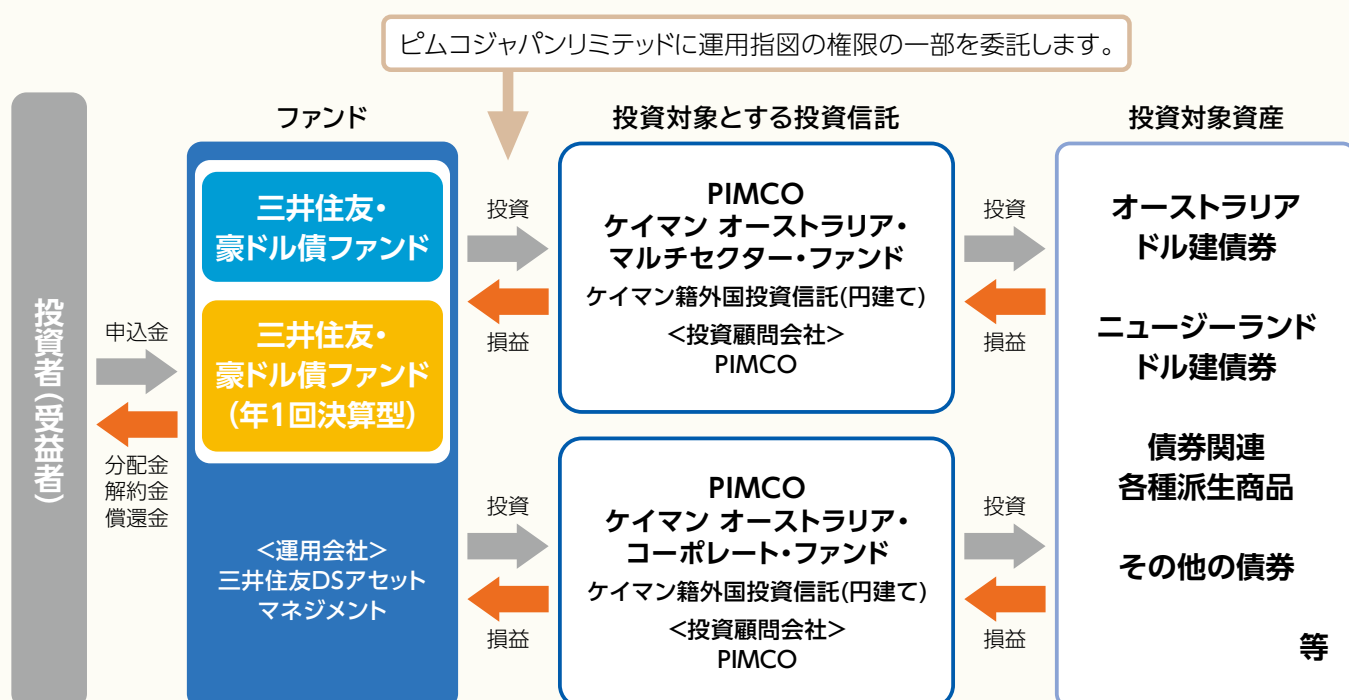 ピムコジャパンリミテッドに運用指図の権限の一部を委託します。
投資者(受益者)
申込金
分配金
解約金
償還金
ファンド
三井住友・
豪ドル債ファンド
三井住友・
豪ドル債ファンド
(年1回決算型)
<運用会社>
三井住友DSアセット
マネジメント
投資
損益
投資
損益
投資対象とする投資信託
PIMCO
ケイマン オーストラリア・
マルチセクター・ファンド
ケイマン籍外国投資信託(円建て)
<投資顧問会社>
PIMCO
PIMCO
ケイマン オーストラリア・
コーポレート・ファンド
ケイマン籍外国投資信託(円建て)
<投資顧問会社>
PIMCO
投資
損益
投資
損益
投資対象資産
オーストラリア
ドル建債券
ニュージーランド
ドル建債券
債券関連
各種派生商品
その他の債券
等